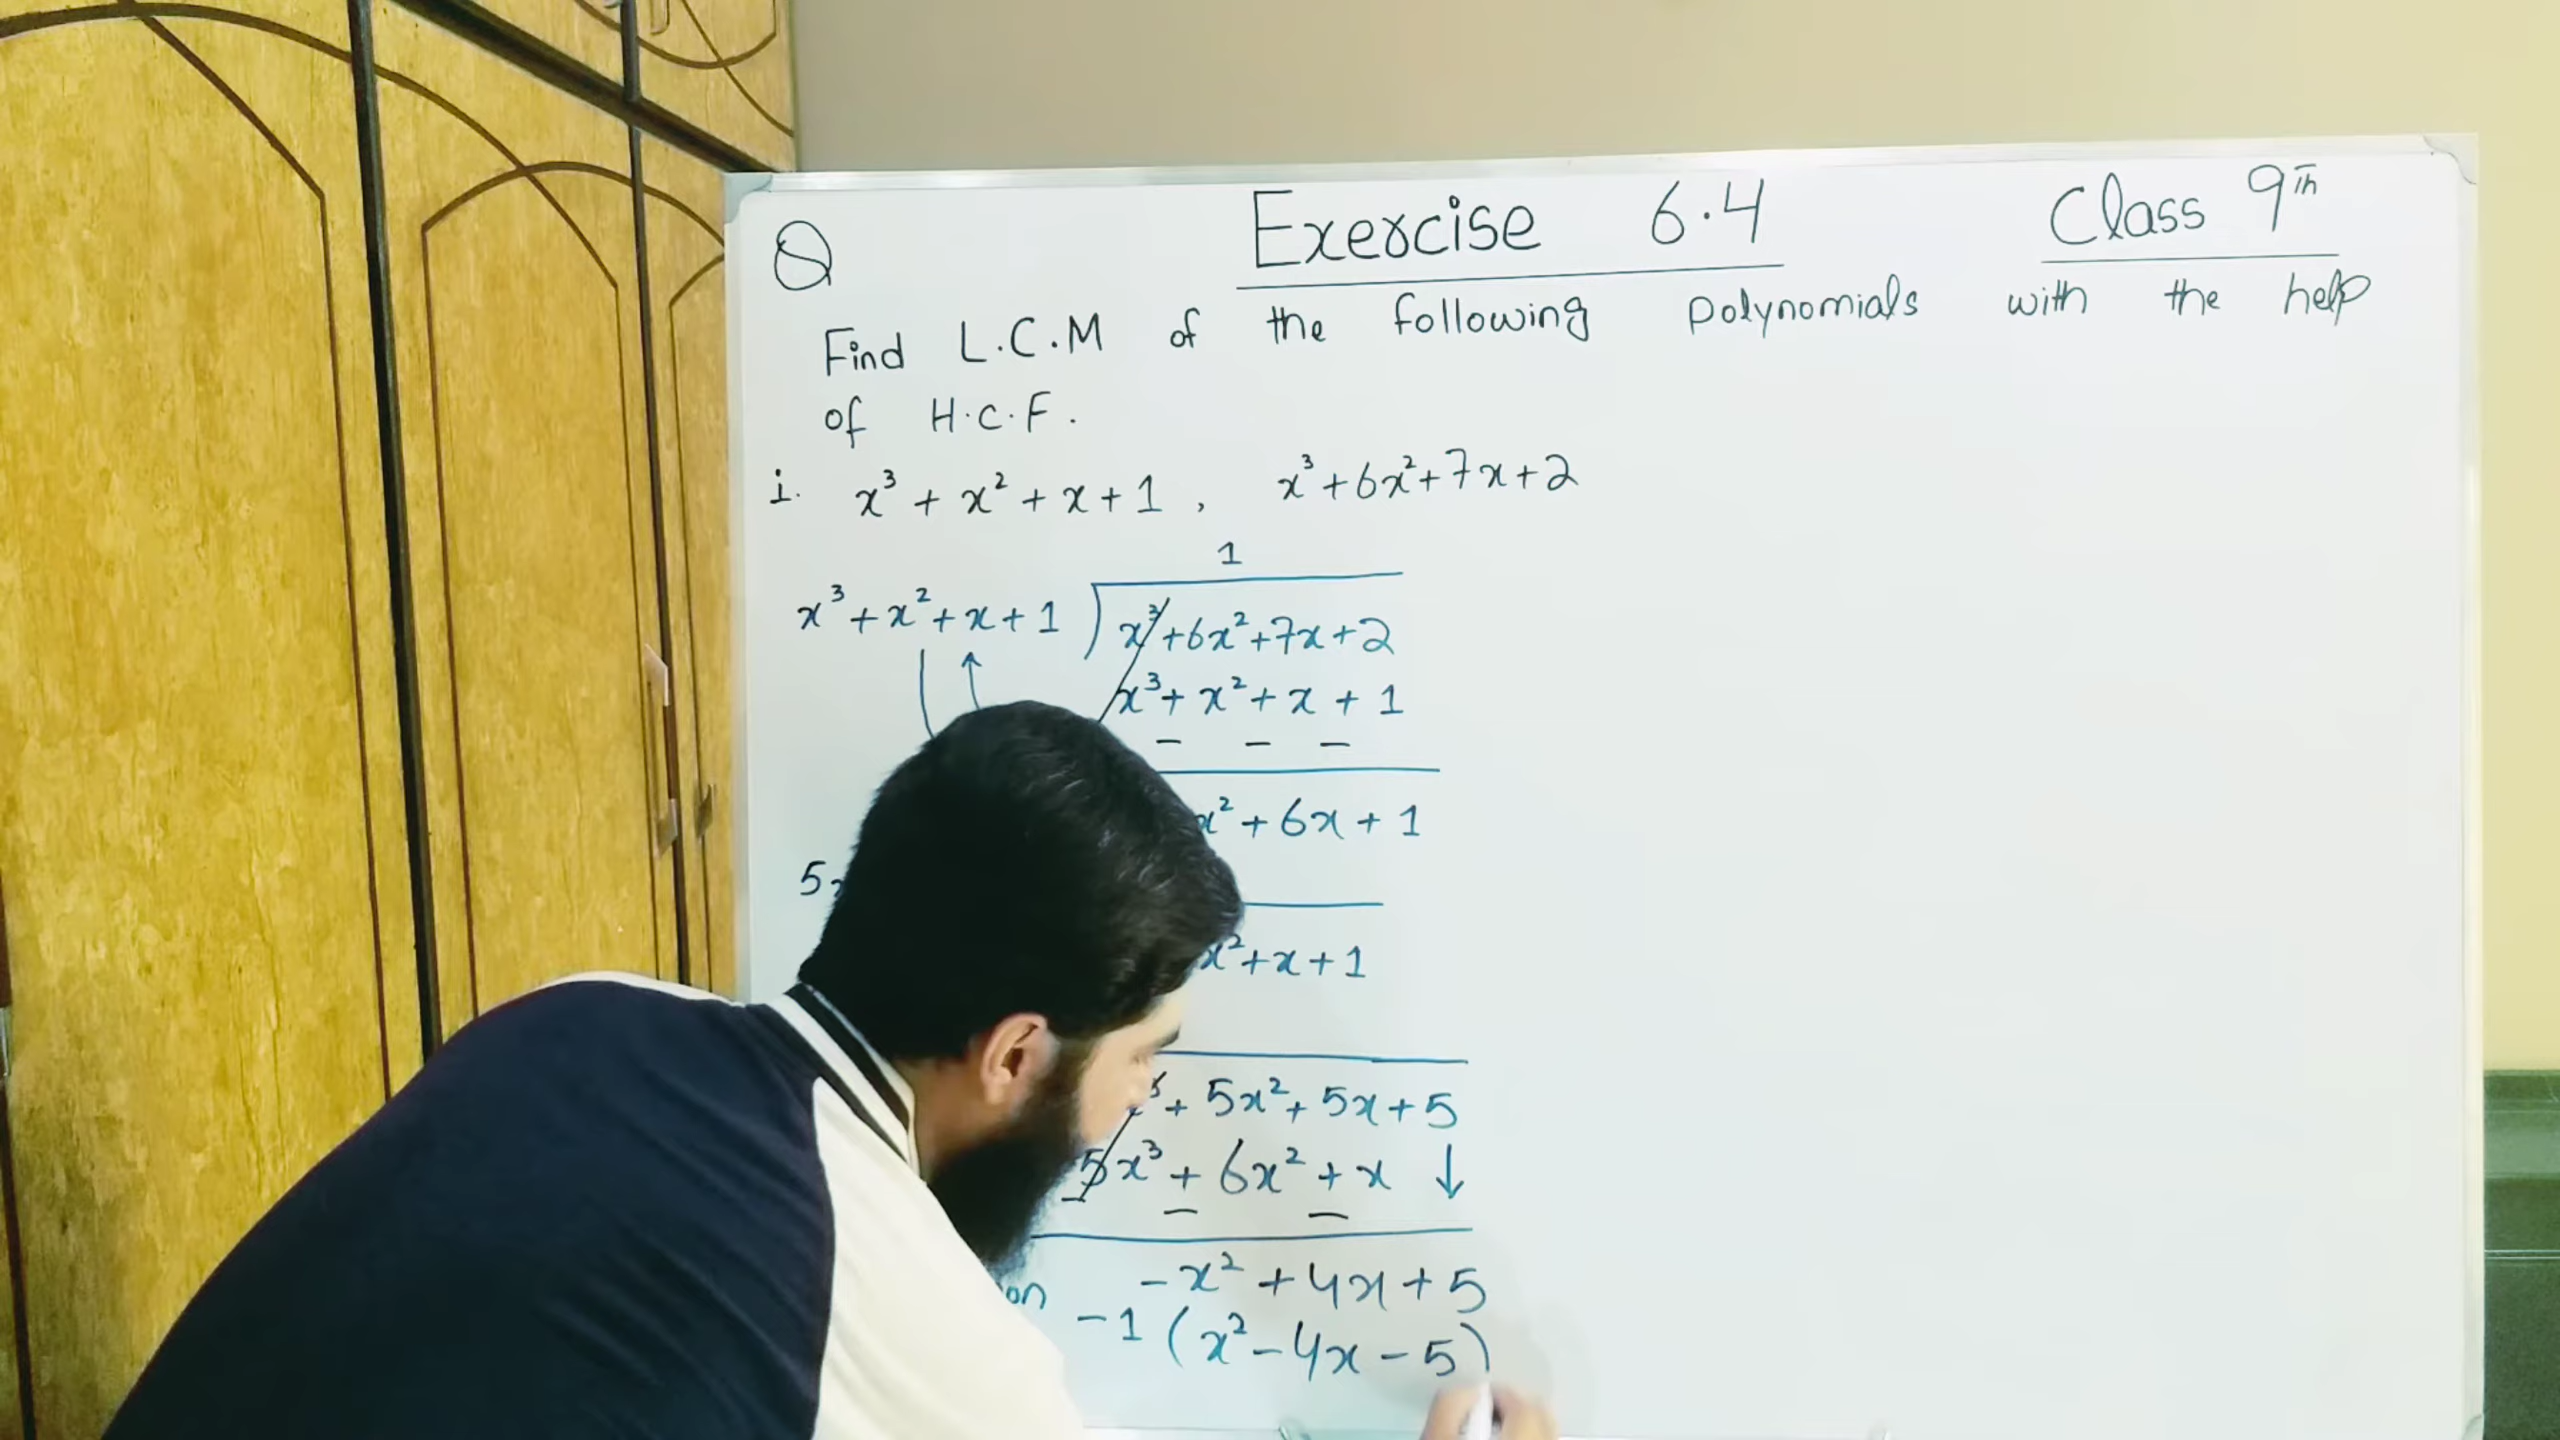 Q Exercise 6.4 Class 9th
Find L.C.M of the following polynomials with the help
of H.C.F.
i. x³ + x² + x + 1 , x³ + 6x² + 7x + 2
1
x³ + x² + x + 1 ) x³ + 6x² + 7x + 2
x³ + x² + x + 1
− − −
x² + 6x + 1
5
x² + x + 1
+ 5x² + 5x + 5
5x³ + 6x² + x ↓
− − −
-x² + 4x + 5
-1 (x² - 4x - 5)